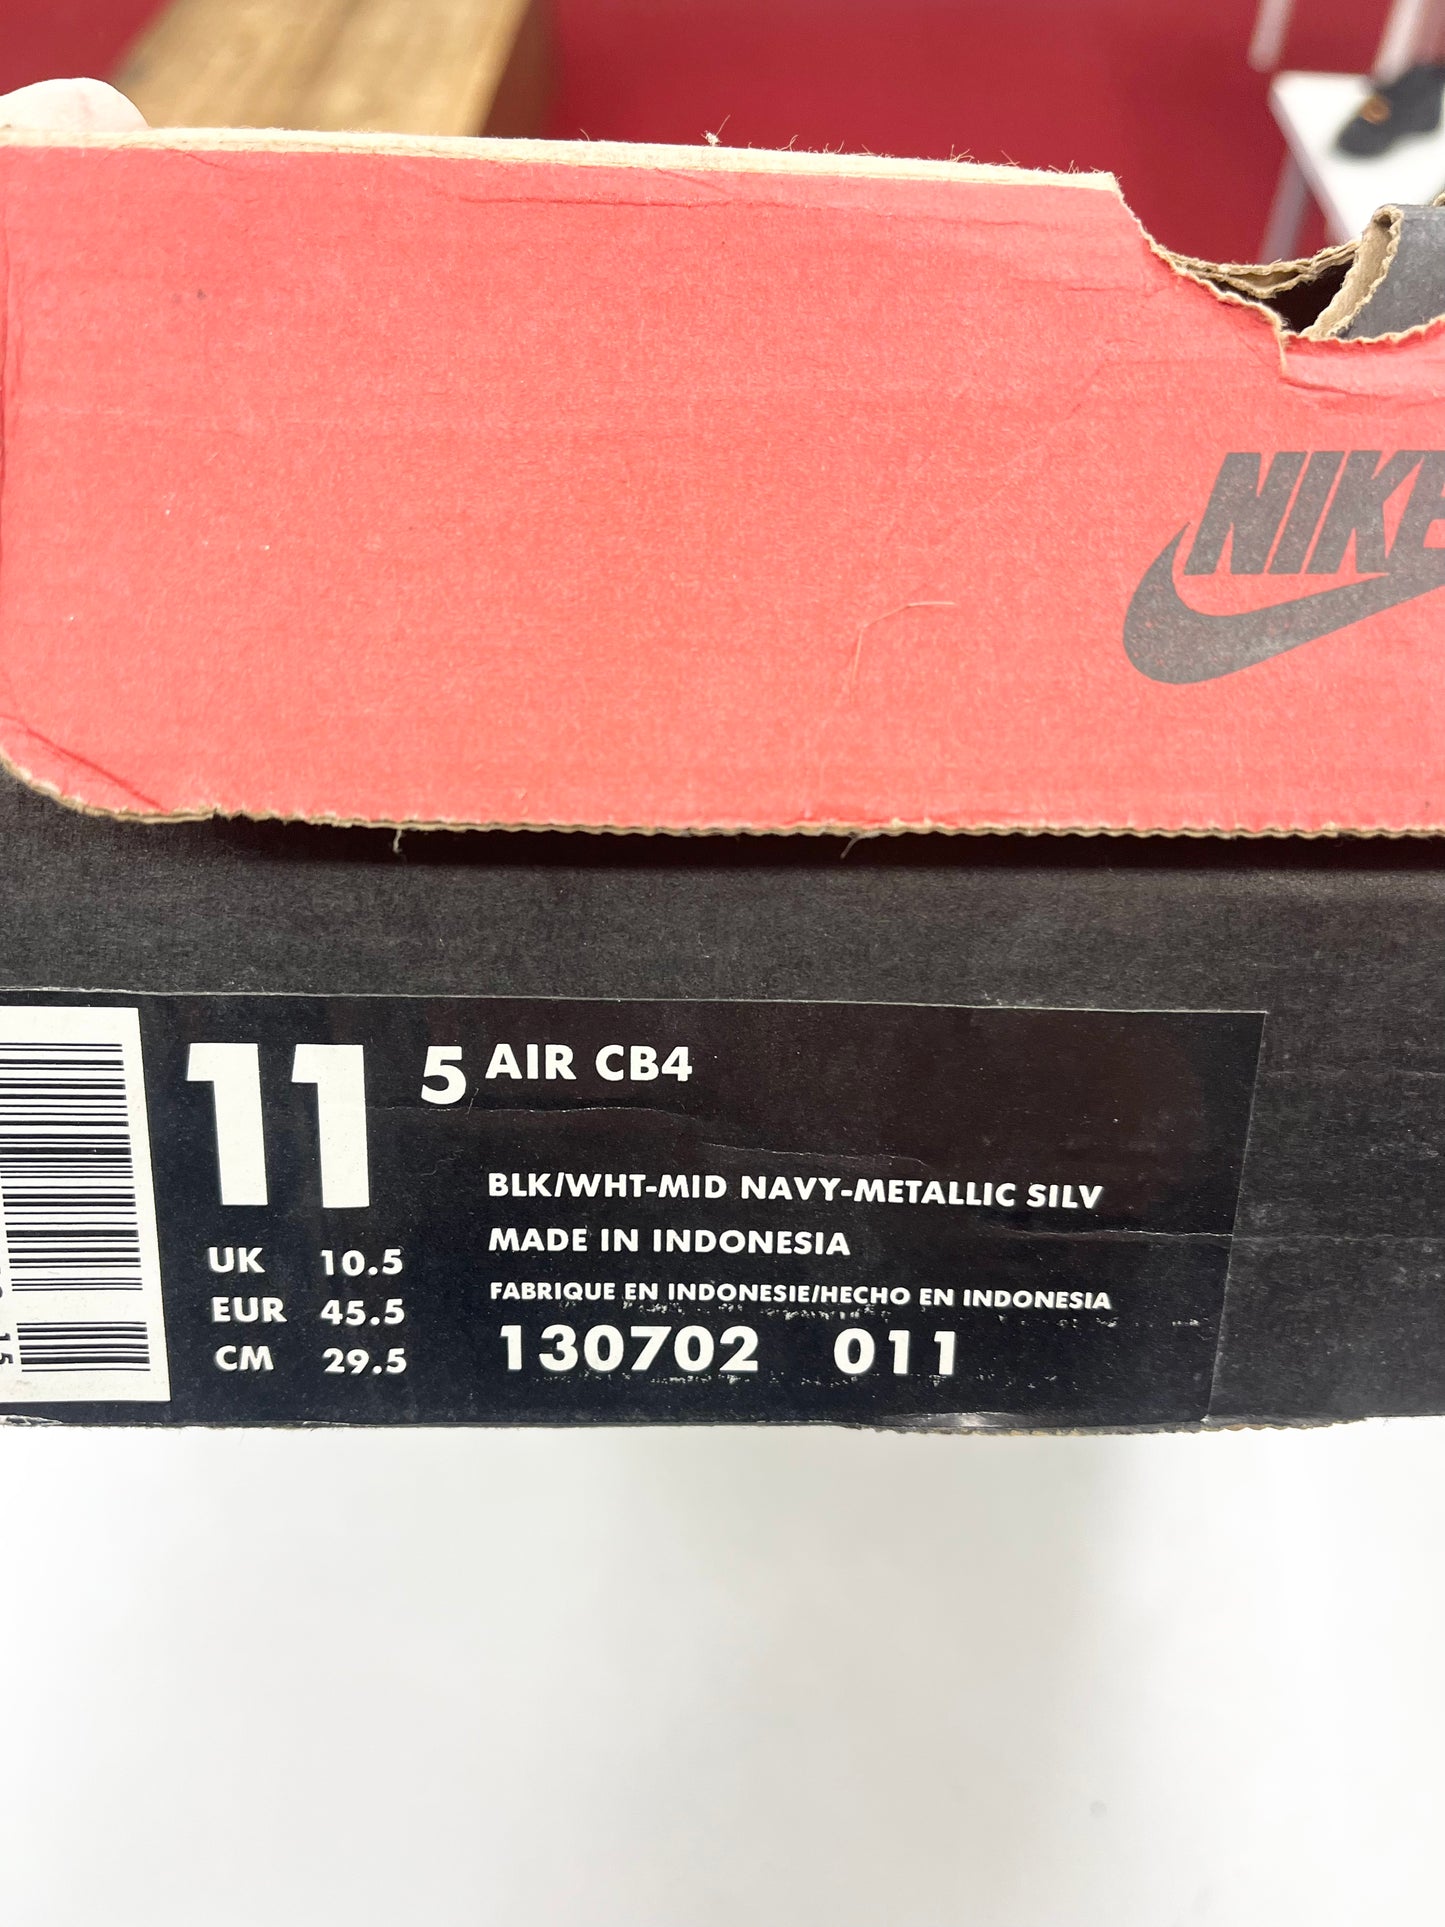 NIKE
11 5 AIR CB4
BLK/WHT-MID NAVY-METALLIC SILV
MADE IN INDONESIA
FABRIQUE EN INDONESIE/HECHO EN INDONESIA
130702 011
UK 10.5
EUR 45.5
CM 29.5